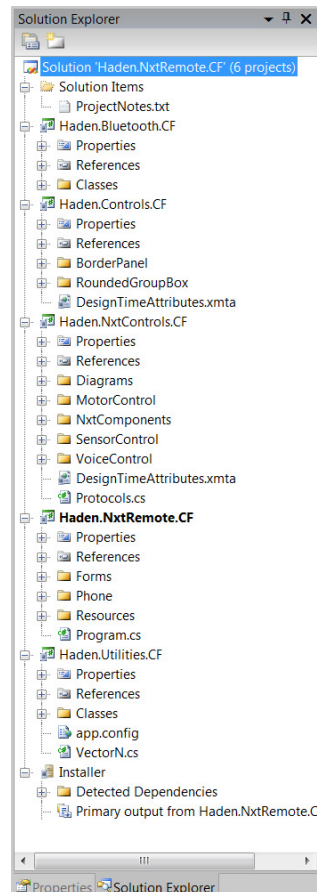 Solution Explorer
Solution 'Haden.NxtRemote.CF' (6 projects)
Solution Items
ProjectNotes.txt
Haden.Bluetooth.CF
Properties
References
Classes
Haden.Controls.CF
Properties
References
BorderPanel
RoundedGroupBox
DesignTimeAttributes.xmta
Haden.NxtControls.CF
Properties
References
Diagrams
MotorControl
NxtComponents
SensorControl
VoiceControl
DesignTimeAttributes.xmta
Protocols.cs
Haden.NxtRemote.CF
Properties
References
Forms
Phone
Resources
Program.cs
Haden.Utilities.CF
Properties
References
Classes
app.config
VectorN.cs
Installer
Detected Dependencies
Primary output from Haden.NxtRemote.C
Properties Solution Explorer